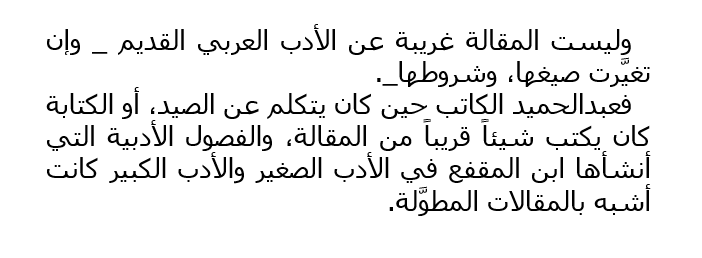 وليست المقالة غريبة عن الأدب العربي القديم _ وإن
تغيَّرت صيغها، وشروطها_.
فعبدالحميد الكاتب حين كان يتكلم عن الصيد، أو الكتابة
كان يكتب شيئاً قريباً من المقالة، والفصول الأدبية التي
أنشأها ابن المقفع في الأدب الصغير والأدب الكبير كانت
أشبه بالمقالات المطوَّلة.